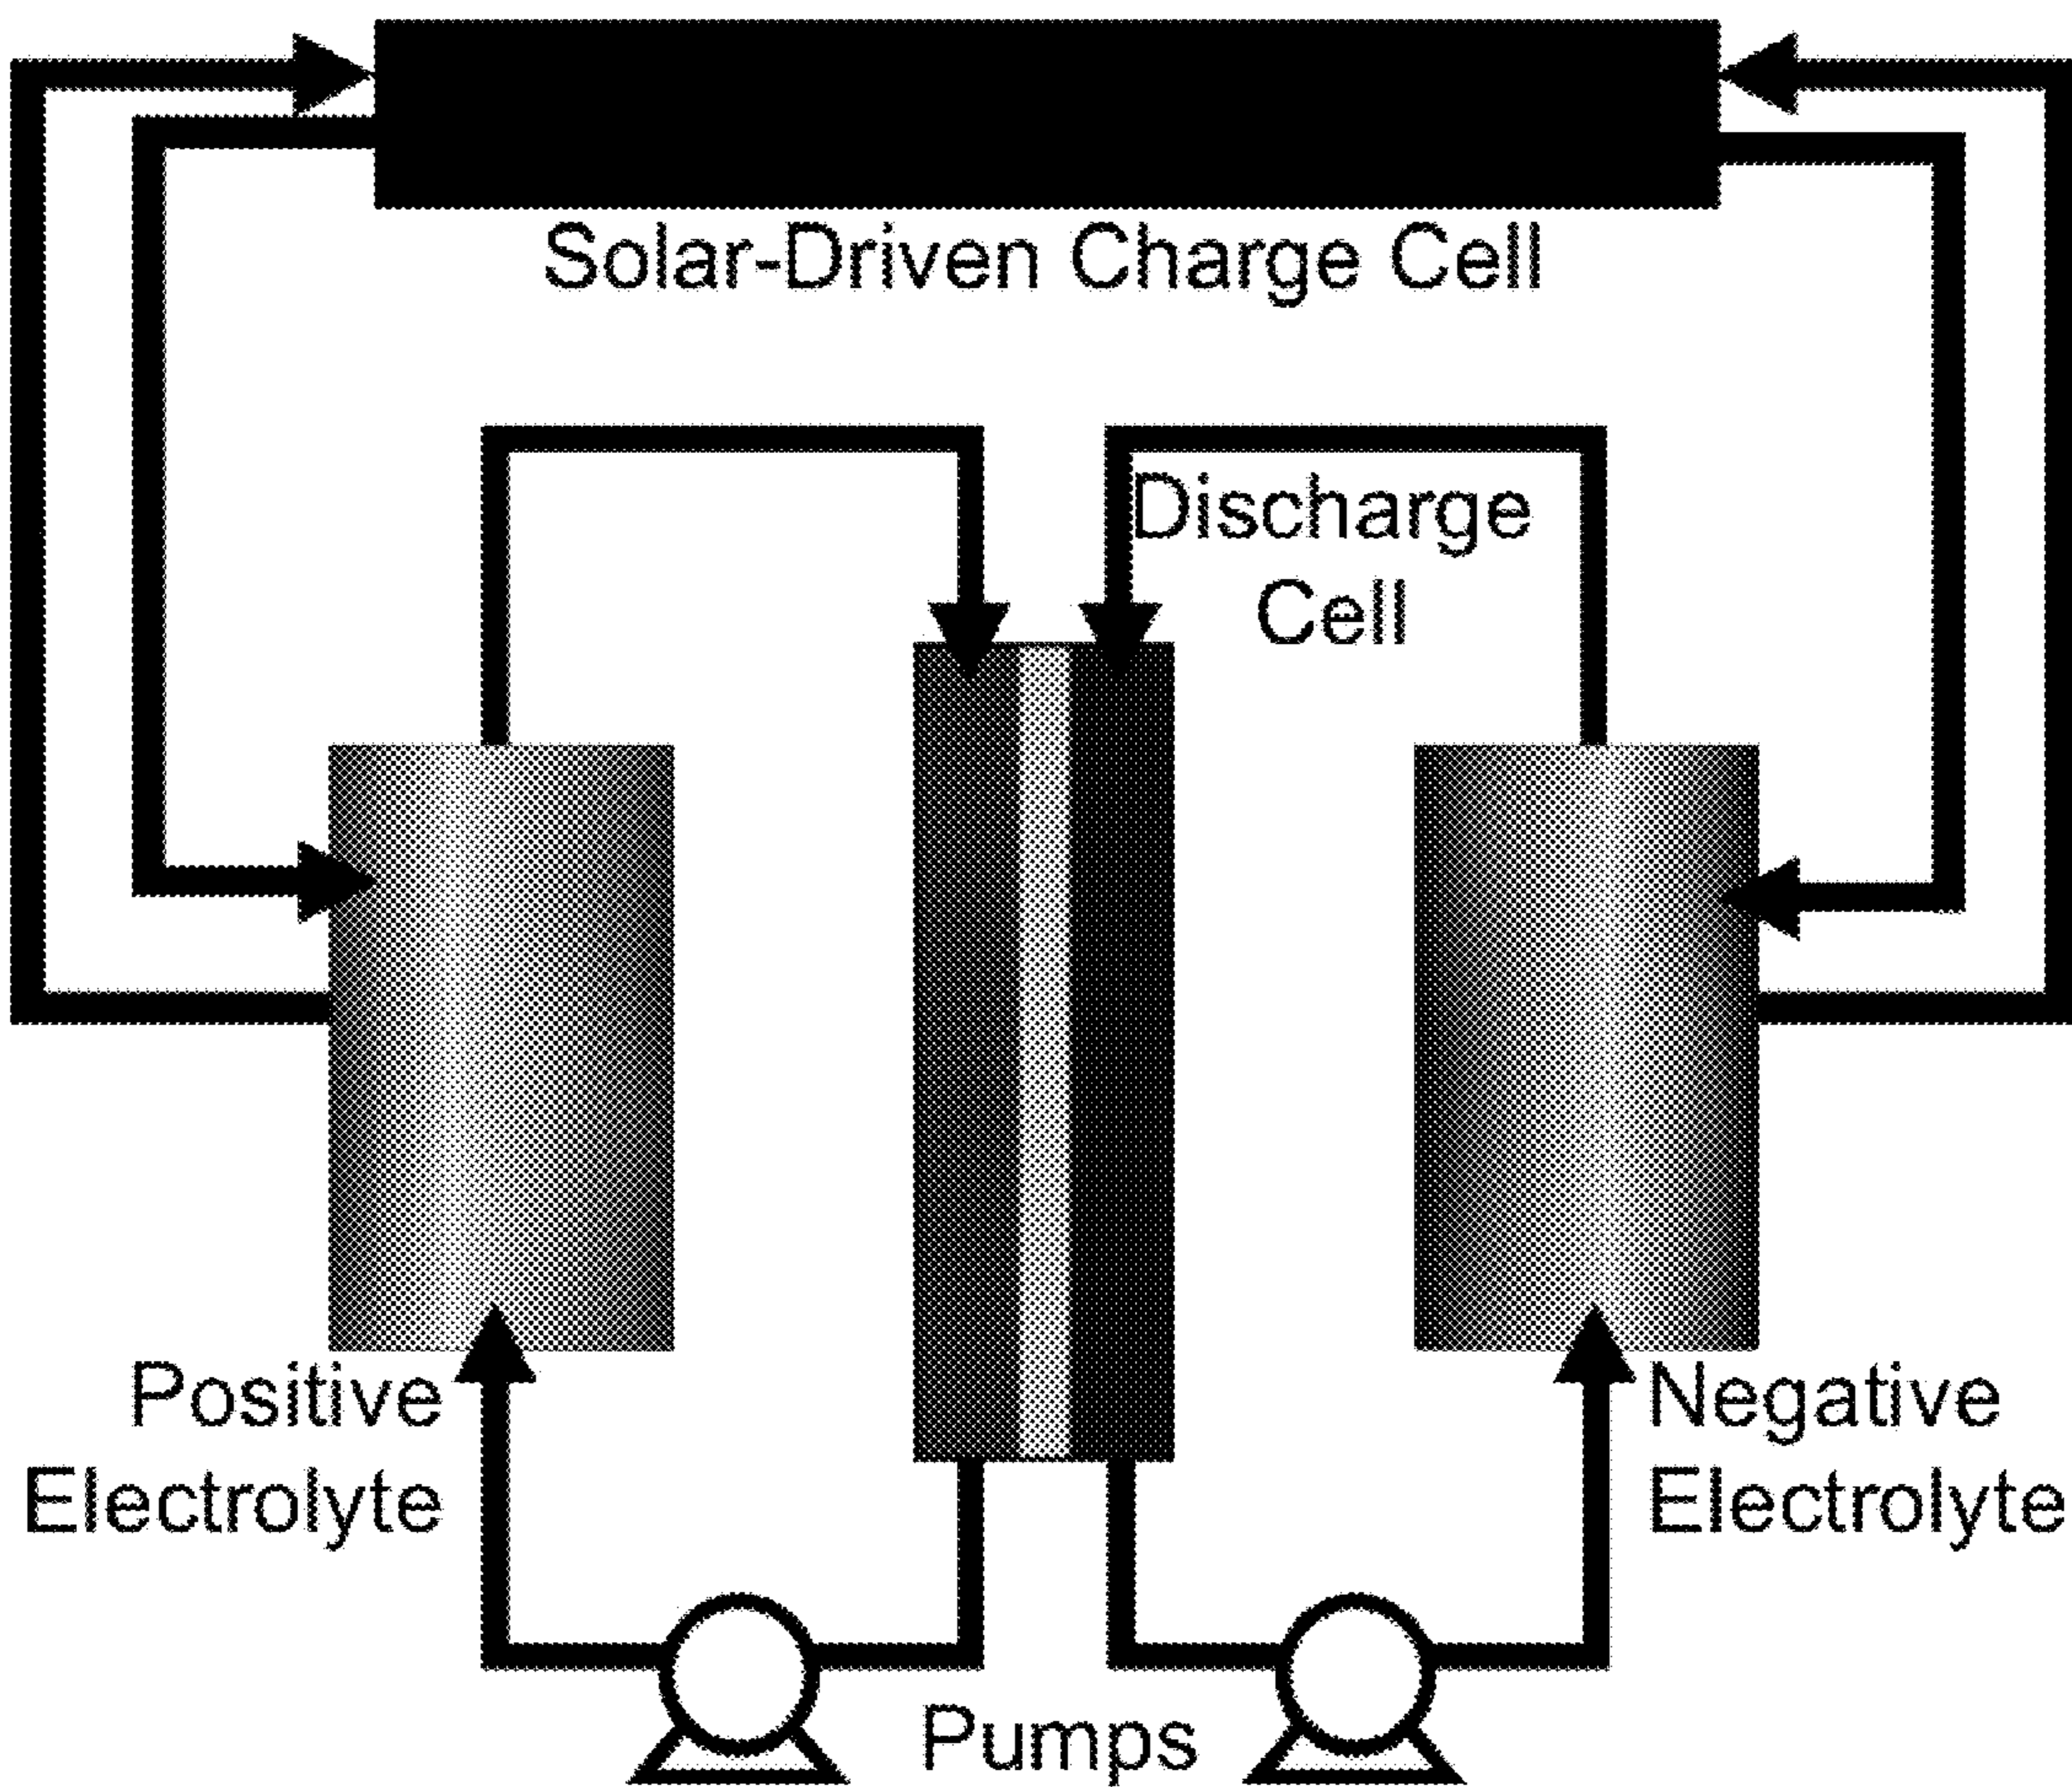 Solar-Driven Charge Cell
Discharge
Cell
Positive
Electrolyte
Negative
Electrolyte
Pumps